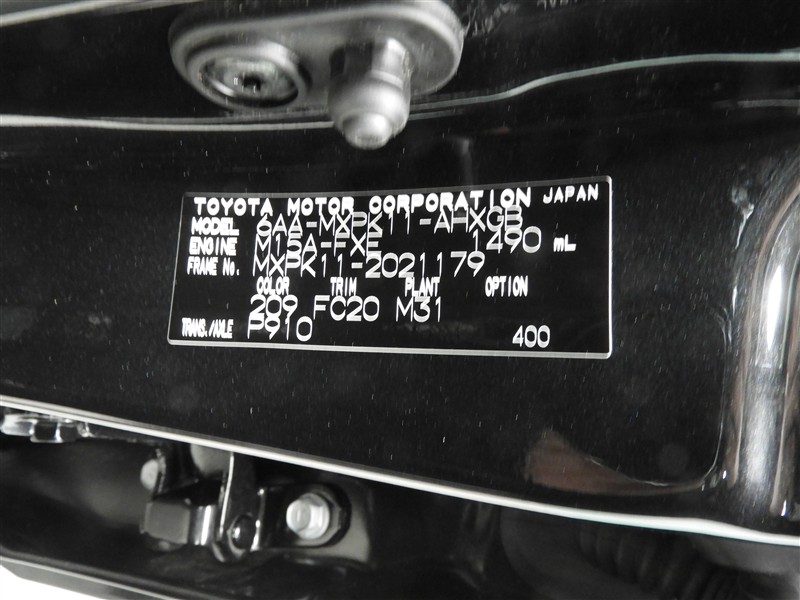 TOYOTA MOTOR CORPORATION JAPAN
MODEL 6AA-MXPK11-AHXGB
ENGINE M15A-FXE 1490 mL
FRAME No. MXPK11-2021179
COLOR TRIM PLANT OPTION
209 FC20 M31
TRANS./AXLE P910 400